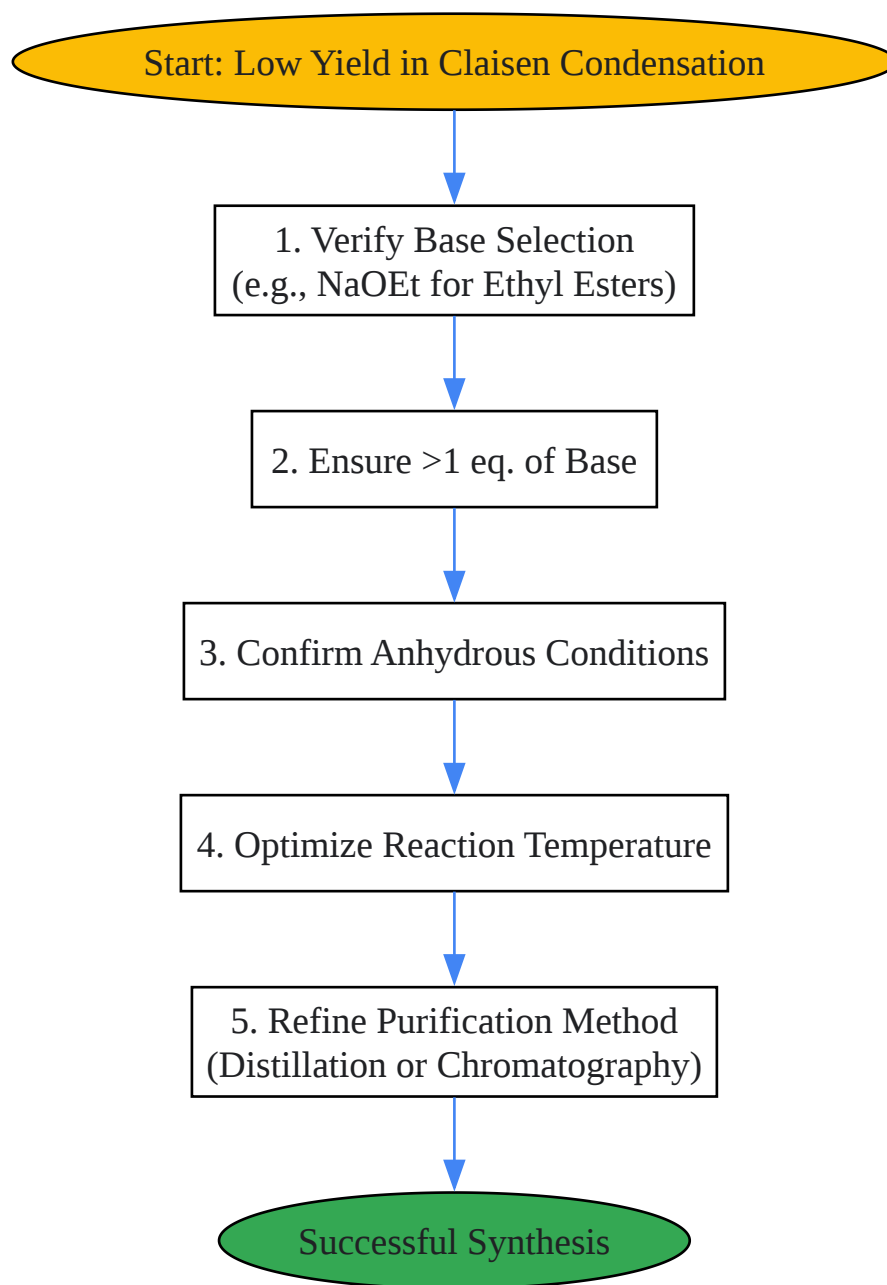 Start: Low Yield in Claisen Condensation
1. Verify Base Selection
(e.g., NaOEt for Ethyl Esters)
2. Ensure >1 eq. of Base
3. Confirm Anhydrous Conditions
4. Optimize Reaction Temperature
5. Refine Purification Method
(Distillation or Chromatography)
Successful Synthesis